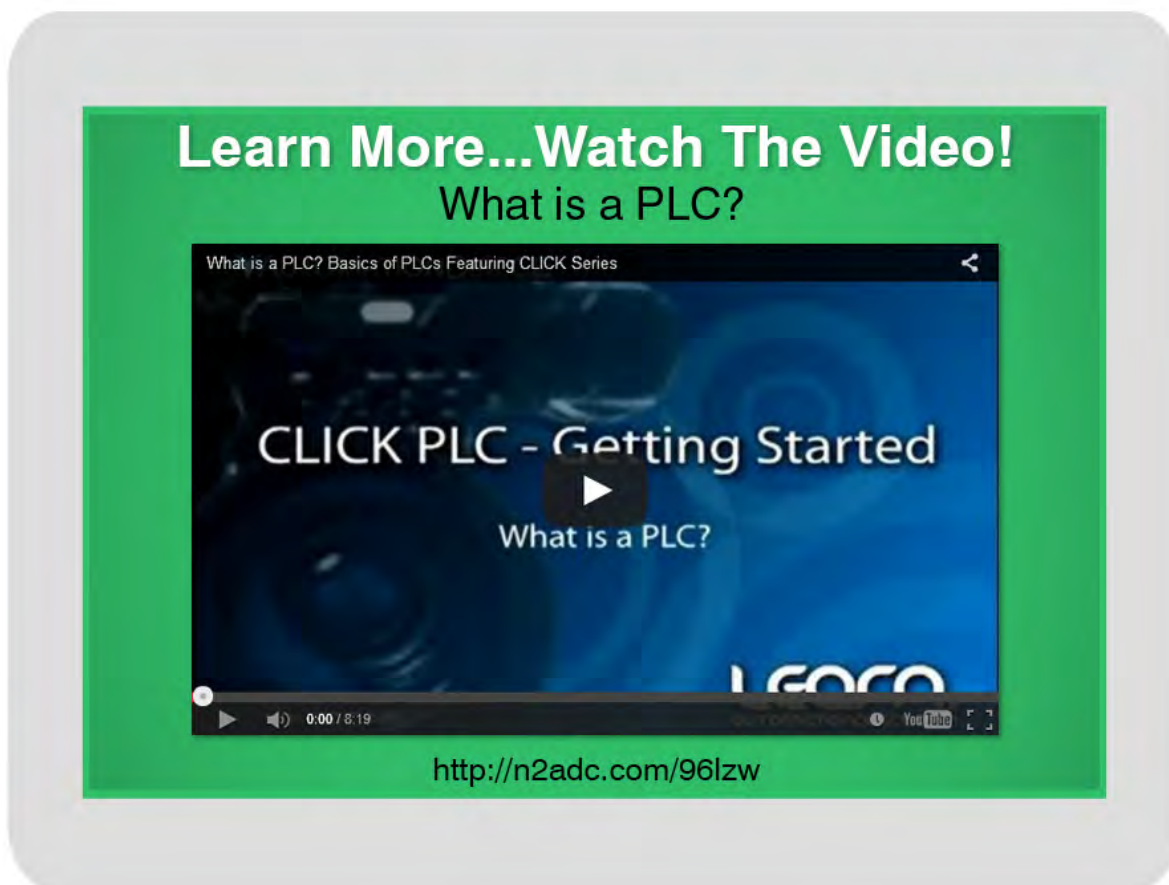 Learn More...Watch The Video!
What is a PLC?
What is a PLC? Basics of PLCs Featuring CLICK Series
CLICK PLC - Getting Started
What is a PLC?
0:00 / 8:19
YouTube
http://n2adc.com/96lzw